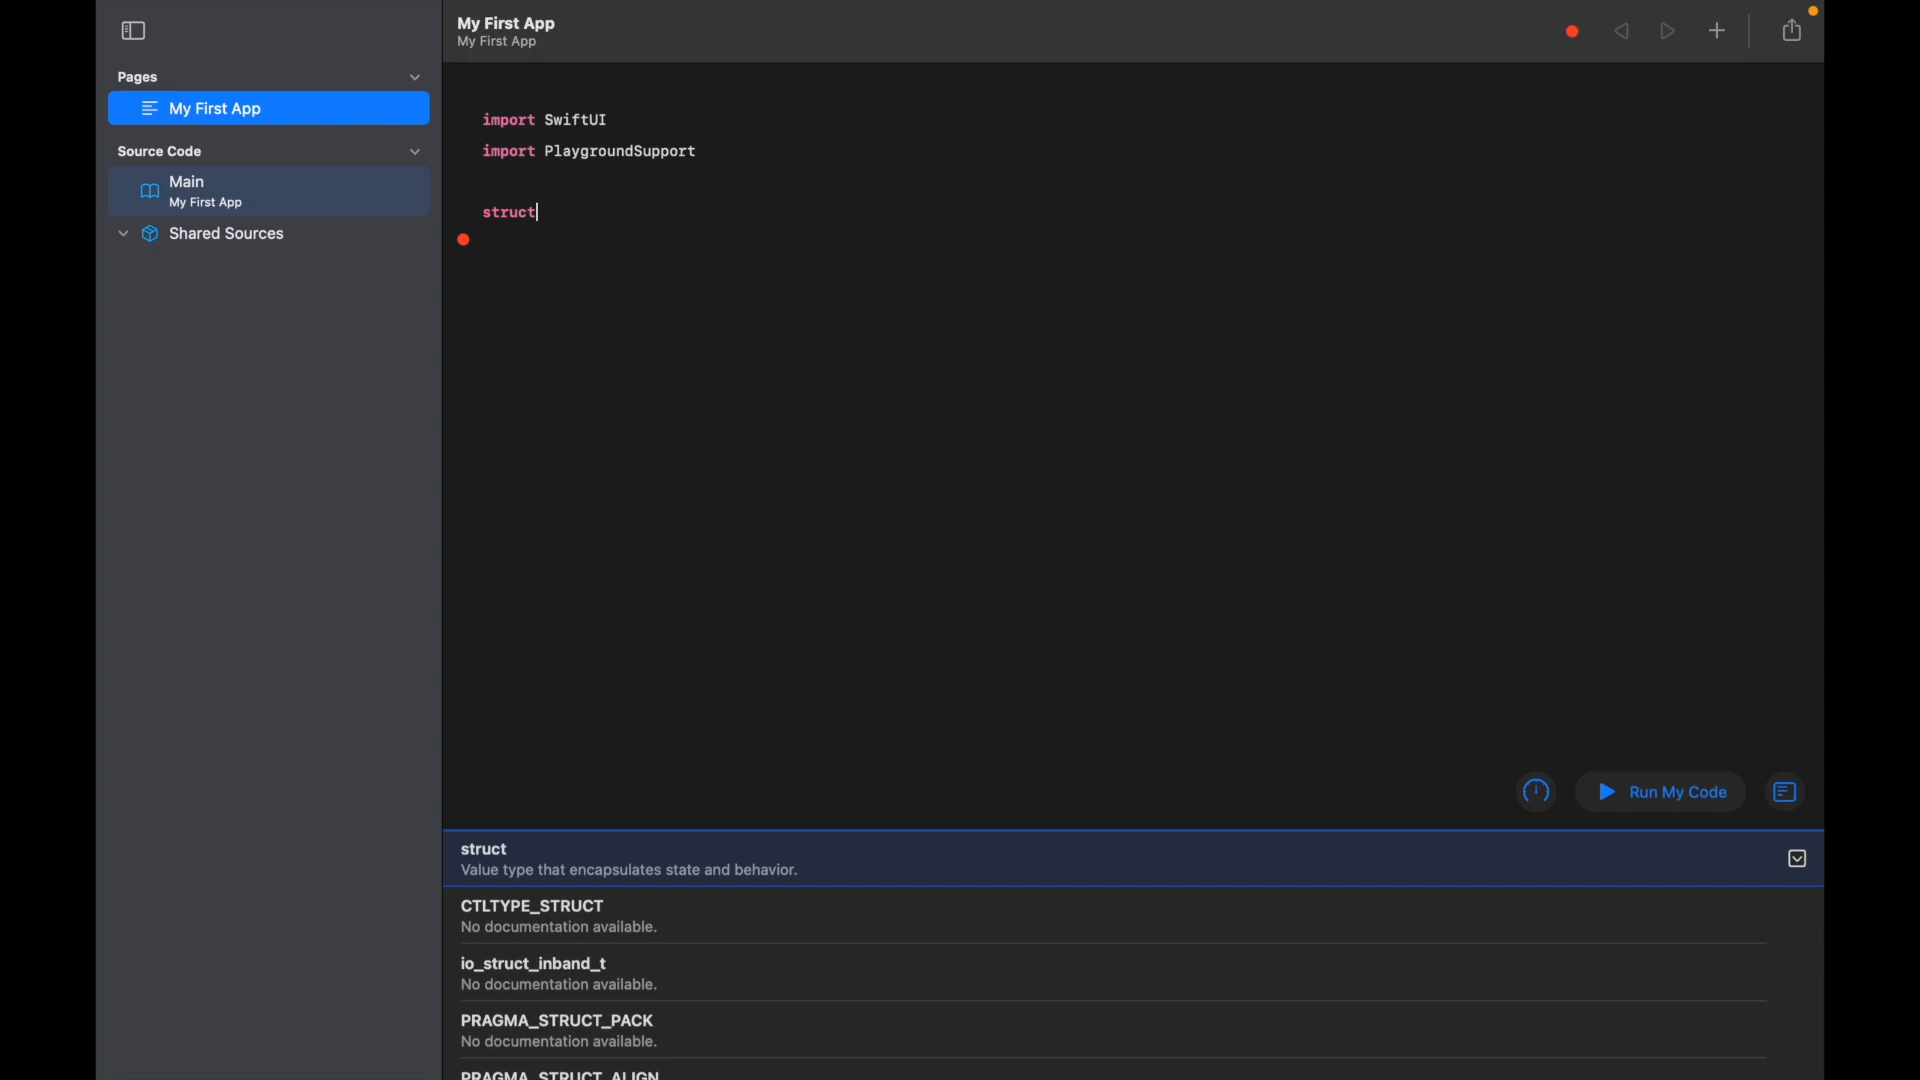 My First App
My First App
Pages
My First App
Source Code
Main
My First App
Shared Sources
import SwiftUI
import PlaygroundSupport
struct
Run My Code
struct
Value type that encapsulates state and behavior.
CTLTYPE_STRUCT
No documentation available.
io_struct_inband_t
No documentation available.
PRAGMA_STRUCT_PACK
No documentation available.
PRAGMA_STRUCT_ALIGN